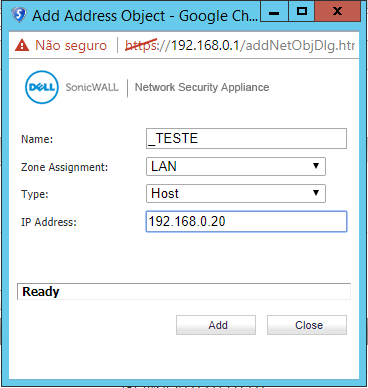 Add Address Object - Google Ch...
Não seguro | https://192.168.0.1/addNetObjDlg.htm
DELL SonicWALL | Network Security Appliance
Name: _TESTE
Zone Assignment: LAN
Type: Host
IP Address: 192.168.0.20
Ready
Add Close